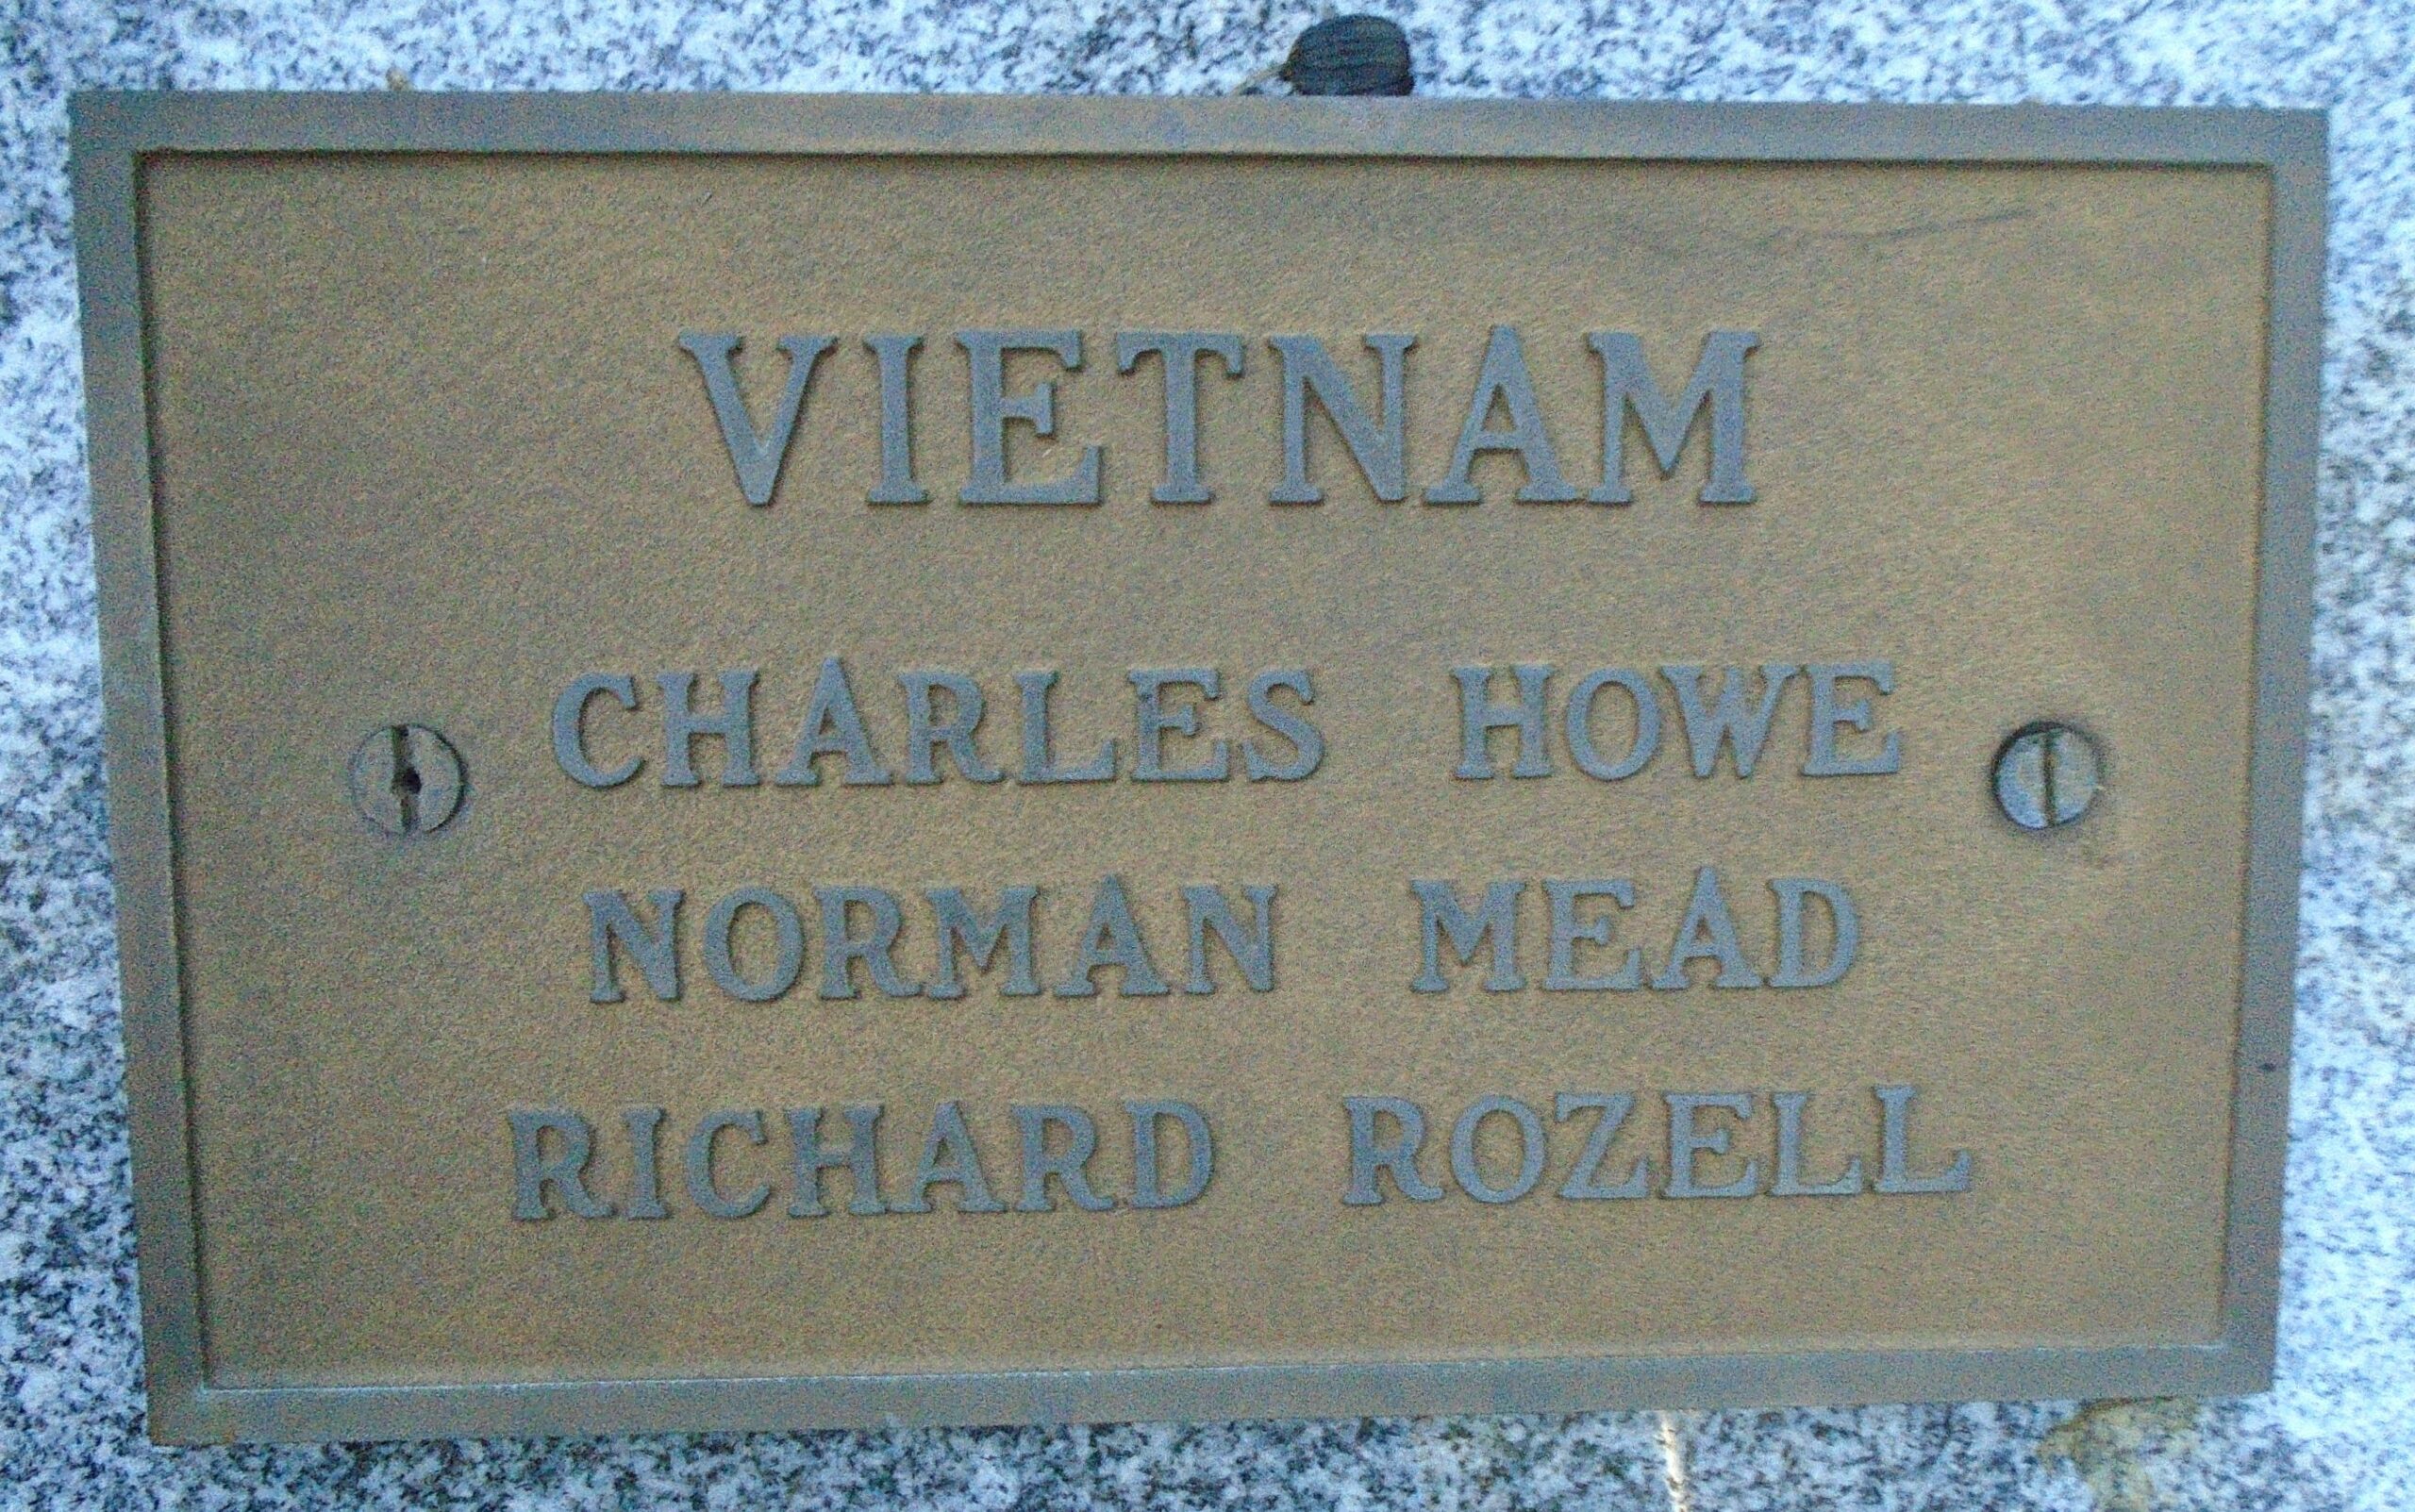 VIETNAM
CHARLES HOWE
NORMAN MEAD
RICHARD ROZELL